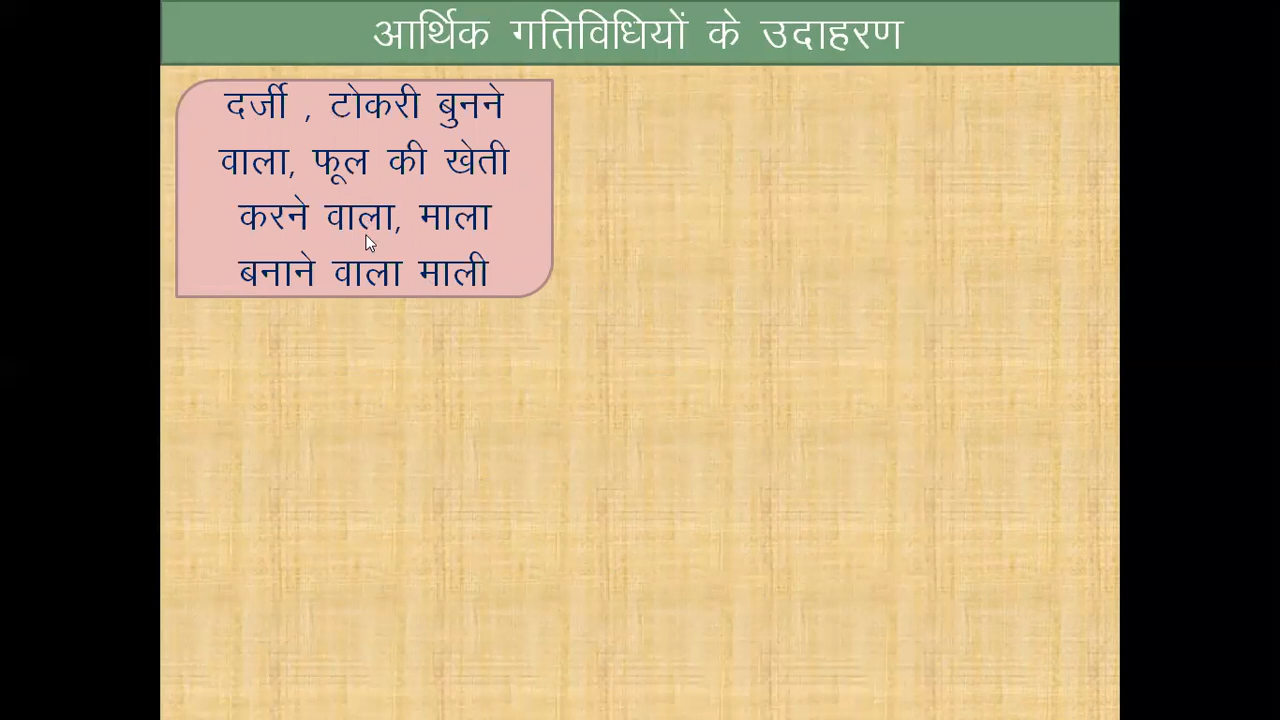 आर्थिक गतिविधियों के उदाहरण
दर्जी , टोकरी बुनने
वाला, फूल की खेती
करने वाला, माला
बनाने वाला माली